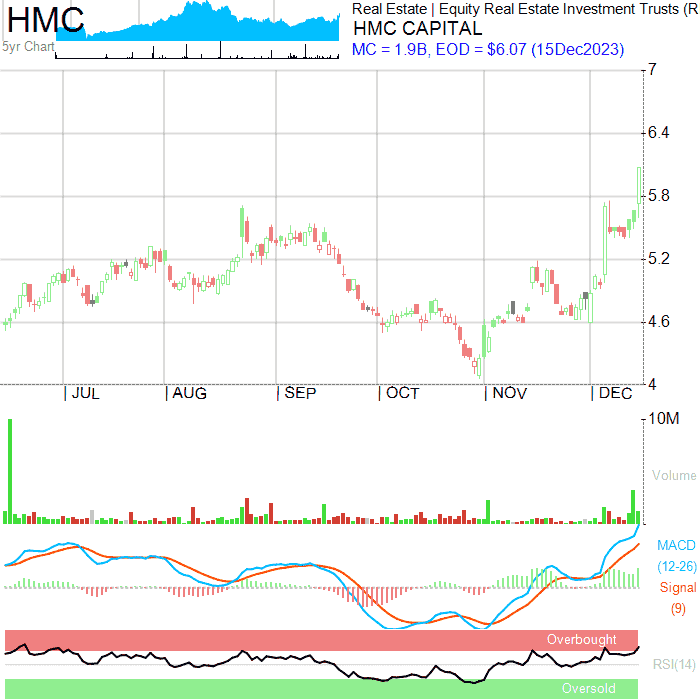 HMC
5yr Chart
Real Estate | Equity Real Estate Investment Trusts (R
HMC CAPITAL
MC = 1.9B, EOD = $6.07 (15Dec2023)
7
6.4
5.8
5.2
4.6
4
| JUL | AUG | SEP | OCT | NOV | DEC
10M
Volume
MACD
(12-26)
Signal
(9)
Overbought
RSI(14)
Oversold